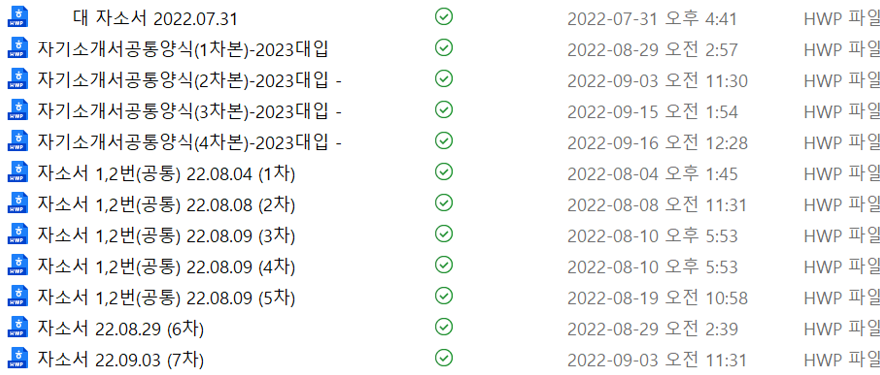 대 자소서 2022.07.31 2022-07-31 오후 4:41 HWP 파일
자기소개서공통양식(1차본)-2023대입 2022-08-29 오전 2:57 HWP 파일
자기소개서공통양식(2차본)-2023대입 - 2022-09-03 오전 11:30 HWP 파일
자기소개서공통양식(3차본)-2023대입 - 2022-09-15 오전 1:54 HWP 파일
자기소개서공통양식(4차본)-2023대입 - 2022-09-16 오전 12:28 HWP 파일
자소서 1,2번(공통) 22.08.04 (1차) 2022-08-04 오후 1:45 HWP 파일
자소서 1,2번(공통) 22.08.08 (2차) 2022-08-08 오전 11:31 HWP 파일
자소서 1,2번(공통) 22.08.09 (3차) 2022-08-10 오후 5:53 HWP 파일
자소서 1,2번(공통) 22.08.09 (4차) 2022-08-10 오후 5:53 HWP 파일
자소서 1,2번(공통) 22.08.09 (5차) 2022-08-19 오전 10:58 HWP 파일
자소서 22.08.29 (6차) 2022-08-29 오전 2:39 HWP 파일
자소서 22.09.03 (7차) 2022-09-03 오전 11:31 HWP 파일